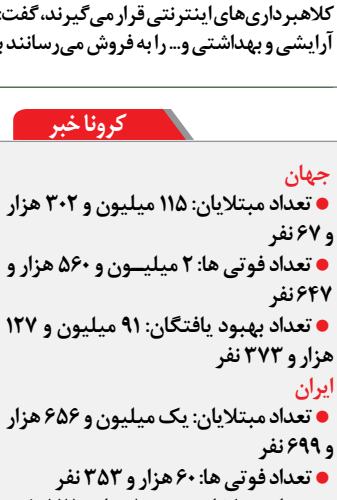 کلاهبرداری‌های اینترنتی قرار می‌گیرند، گفت:
آرایشی و بهداشتی و... را به فروش می‌رسانند
کرونا خبر
جهان
● تعداد مبتلایان: ۱۱۵ میلیون و ۳۰۲ هزار
و ۶۷ نفر
● تعداد فوتی ها: ۲ میلیــون و ۵۶۰ هزار و
۶۴۷ نفر
● تعداد بهبود یافتگان: ۹۱ میلیون و ۱۲۷
هزار و ۳۷۳ نفر
ایران
● تعداد مبتلایان: یک میلیون و ۶۵۶ هزار
و ۶۹۹ نفر
● تعداد فوتی ها: ۶۰ هزار و ۳۵۳ نفر